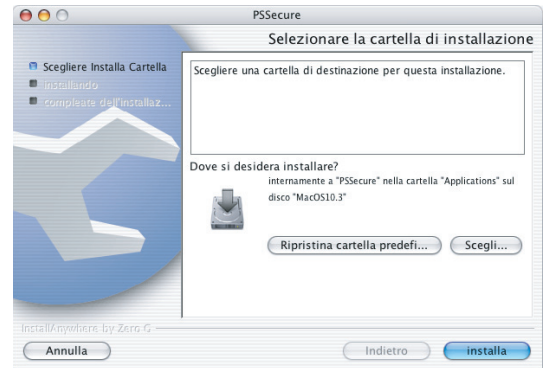 PSSecure
Selezionare la cartella di installazione
Scegliere Installa Cartella
installando
compleate dell'installaz...
Scegliere una cartella di destinazione per questa installazione.
Dove si desidera installare?
internamente a "PSSecure" nella cartella "Applications" sul
disco "MacOS10.3"
Ripristina cartella predefi...
Scegli...
InstallAnywhere by Zero G
Annulla
Indietro
installa